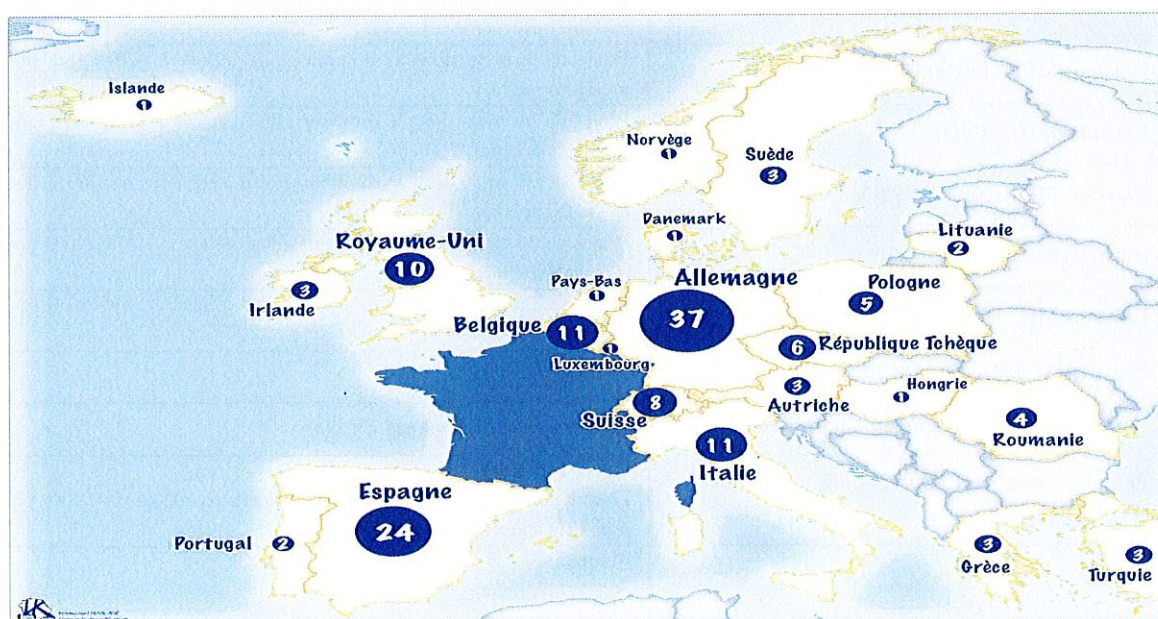 Islande
1
Norvège
1
Suède
3
Danemark
1
Lituanie
2
Royaume-Uni
10
Irlande
3
Pays-Bas
1
Allemagne
37
Pologne
5
Belgique
11
Luxembourg
1
République Tchèque
6
Suisse
8
Autriche
3
Hongrie
1
Roumanie
4
Italie
11
Espagne
24
Portugal
2
Grèce
3
Turquie
3